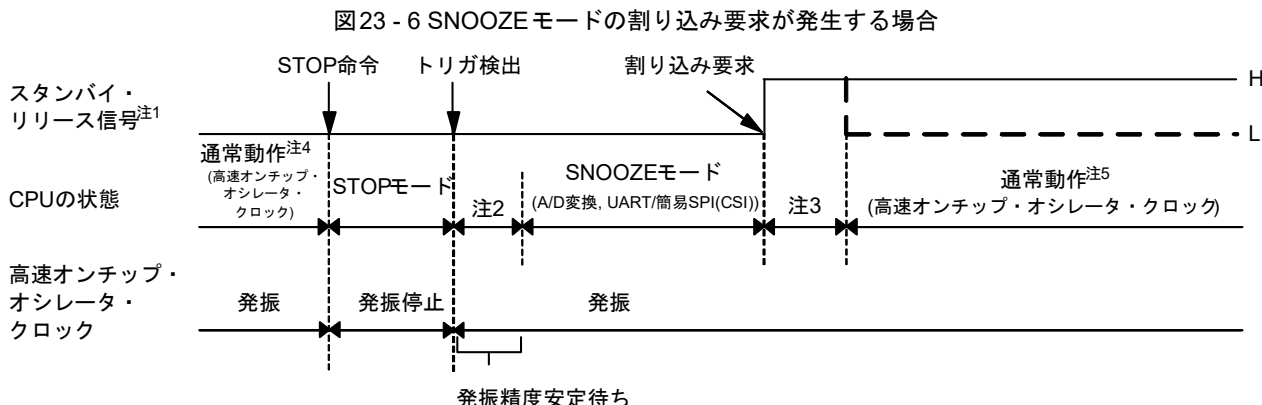 図23 - 6 SNOOZEモードの割り込み要求が発生する場合
STOP命令 トリガ検出 割り込み要求
スタンバイ・
リリース信号注1
H
L
CPUの状態
通常動作注4
(高速オンチップ・
オシレータ・
クロック)
STOPモード
注2
SNOOZEモード
(A/D変換, UART/簡易SPI(CSI))
注3
通常動作注5
(高速オンチップ・オシレータ・クロック)
高速オンチップ・
オシレータ・
クロック
発振 発振停止 発振
発振精度安定待ち